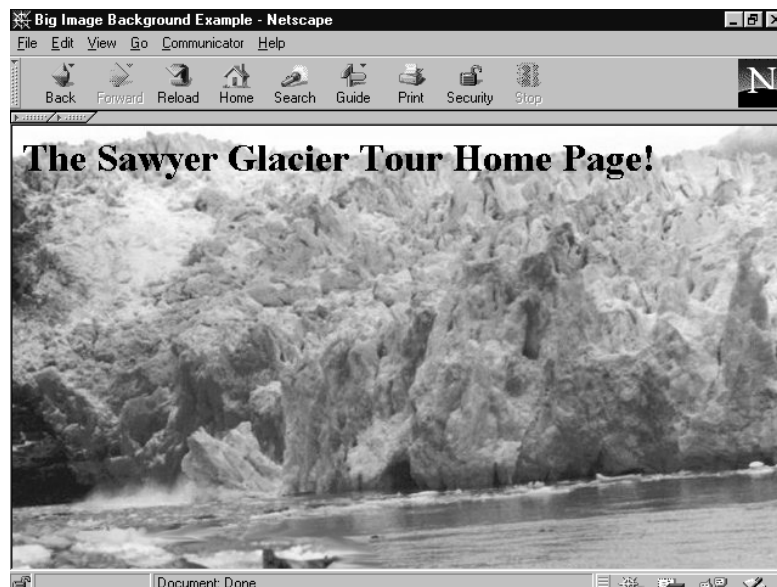 Big Image Background Example - Netscape
File Edit View Go Communicator Help
Back Forward Reload Home Search Guide Print Security Stop
N
The Sawyer Glacier Tour Home Page!
Document: Done